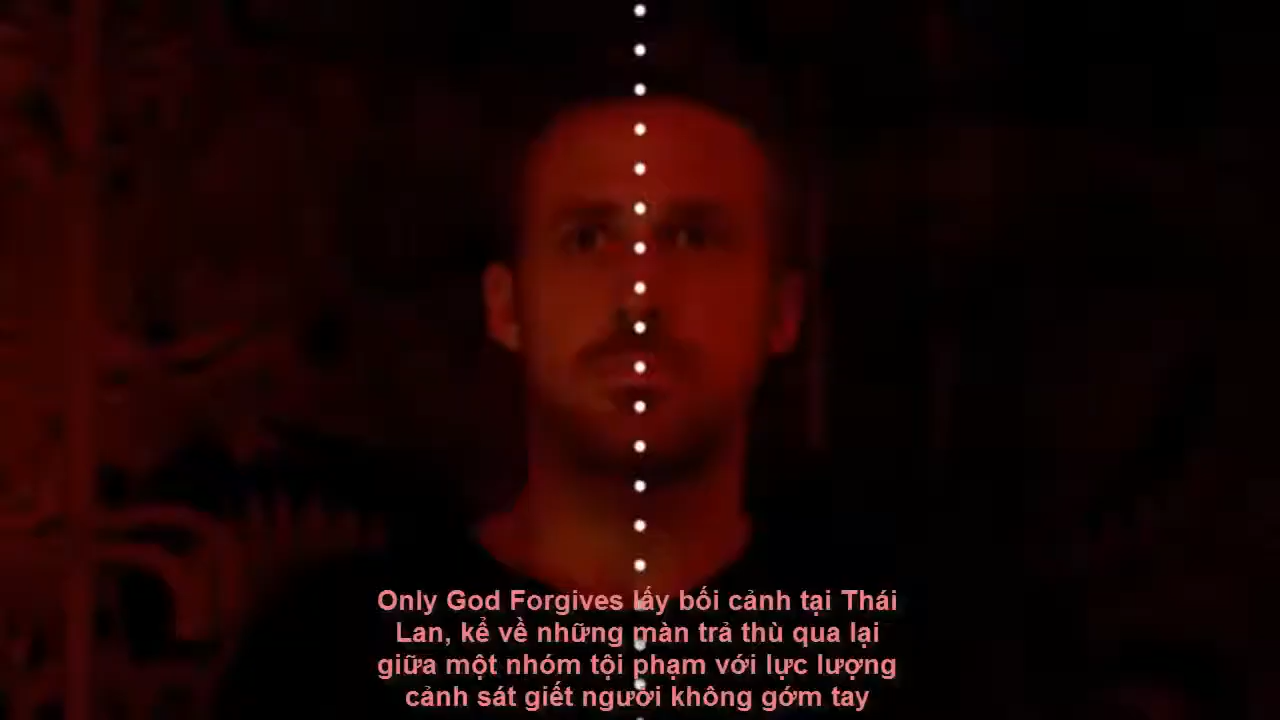 Only God Forgives lấy bối cảnh tại Thái
Lan, kể về những màn trả thù qua lại
giữa một nhóm tội phạm với lực lượng
cảnh sát giết người không gớm tay